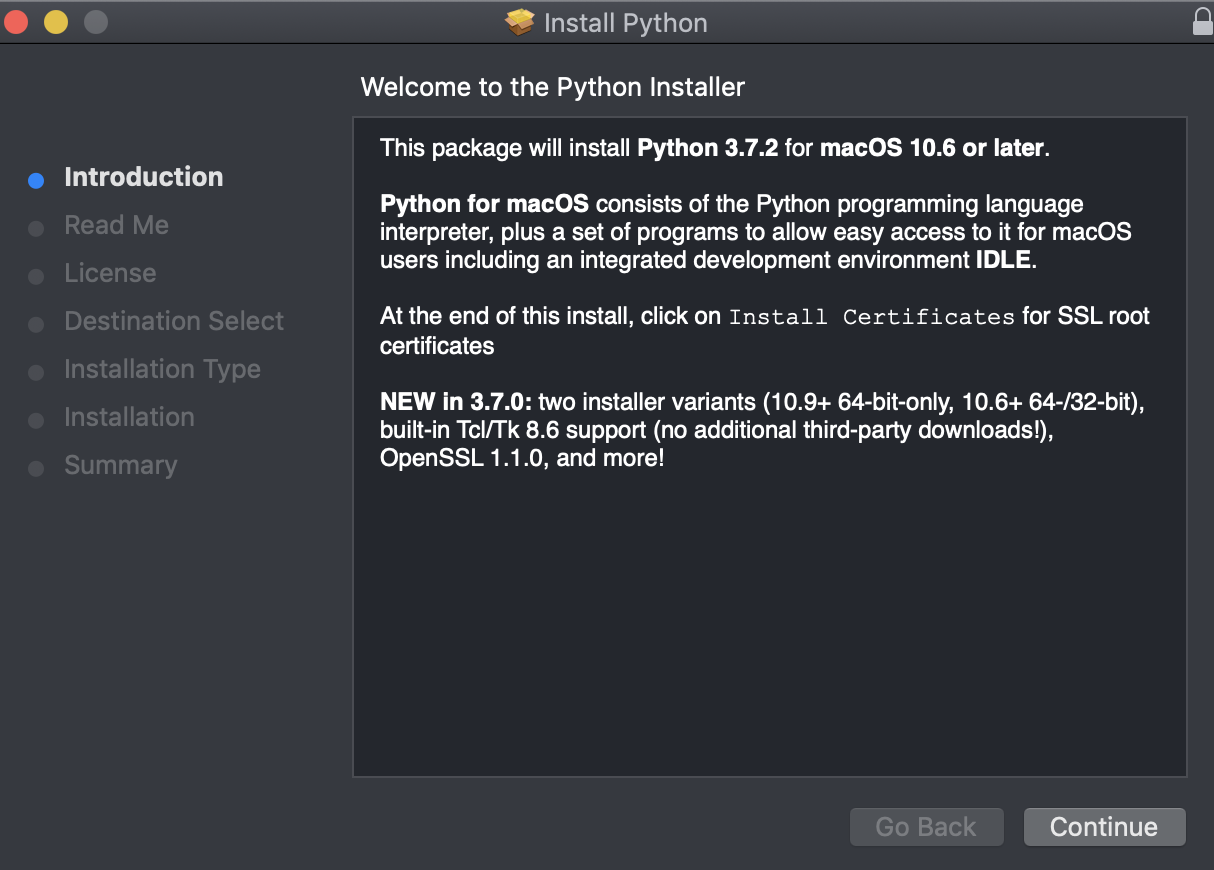 Install Python
Welcome to the Python Installer
Introduction
Read Me
License
Destination Select
Installation Type
Installation
Summary
This package will install Python 3.7.2 for macOS 10.6 or later.
Python for macOS consists of the Python programming language
interpreter, plus a set of programs to allow easy access to it for macOS
users including an integrated development environment IDLE.
At the end of this install, click on Install Certificates for SSL root
certificates
NEW in 3.7.0: two installer variants (10.9+ 64-bit-only, 10.6+ 64-/32-bit),
built-in Tcl/Tk 8.6 support (no additional third-party downloads!),
OpenSSL 1.1.0, and more!
Go Back
Continue